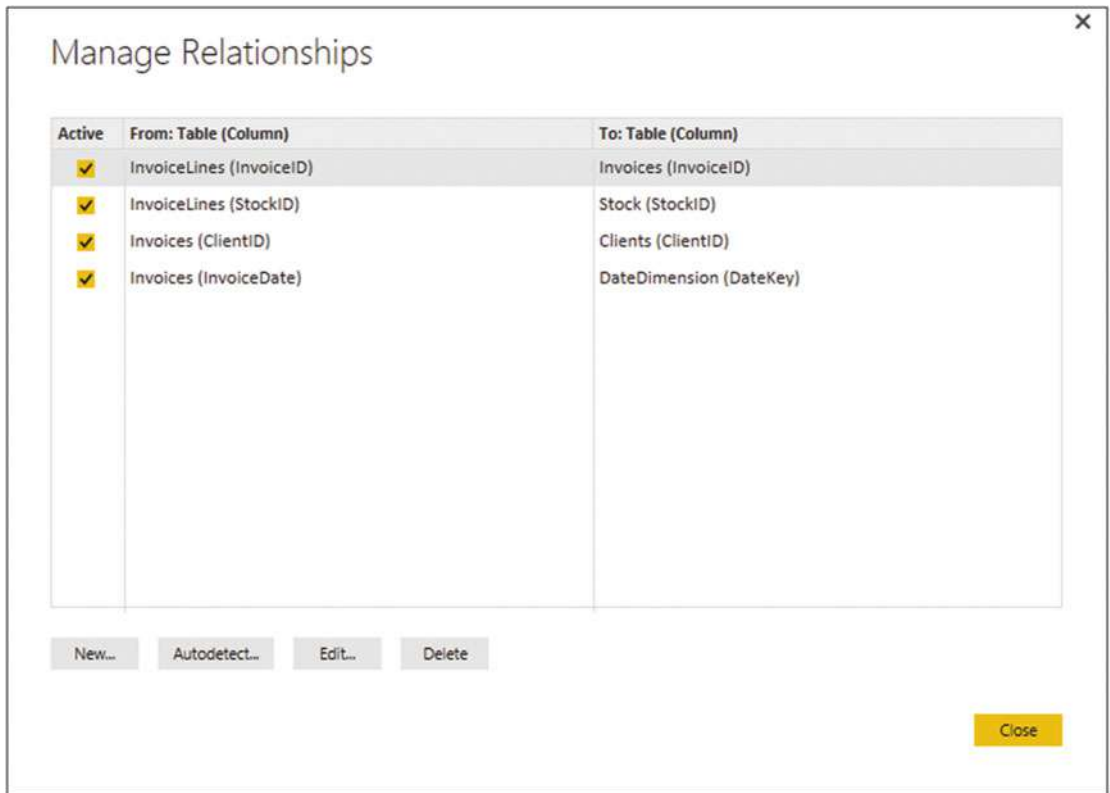 Manage Relationships
Active From: Table (Column) To: Table (Column)
InvoiceLines (InvoiceID) Invoices (InvoiceID)
InvoiceLines (StockID) Stock (StockID)
Invoices (ClientID) Clients (ClientID)
Invoices (InvoiceDate) DateDimension (DateKey)
New... Autodetect... Edit... Delete
Close